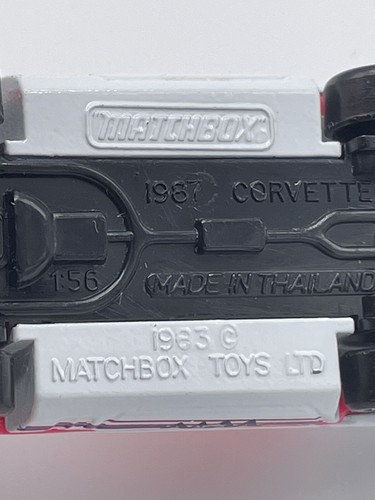 "MATCHBOX"
1987 CORVETTE
1:56
MADE IN THAILAND
1983 ©
MATCHBOX TOYS LTD